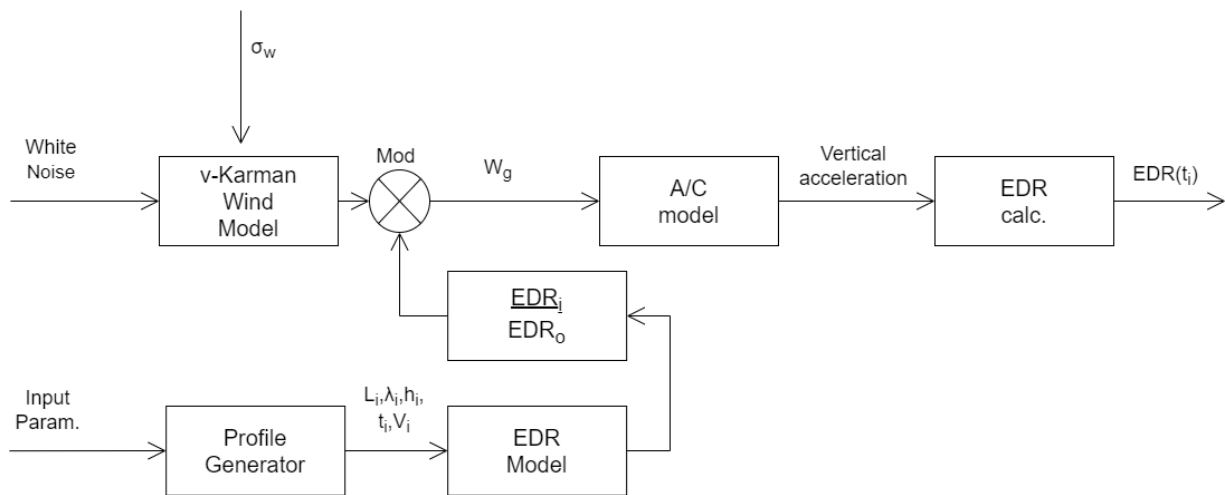 σw
White
Noise
v-Karman
Wind
Model
Mod
Wg
A/C
model
Vertical
acceleration
EDR
calc.
EDR(ti)
EDRi
EDRo
Input
Param.
Profile
Generator
Li,λi,hi,
ti,Vi
EDR
Model